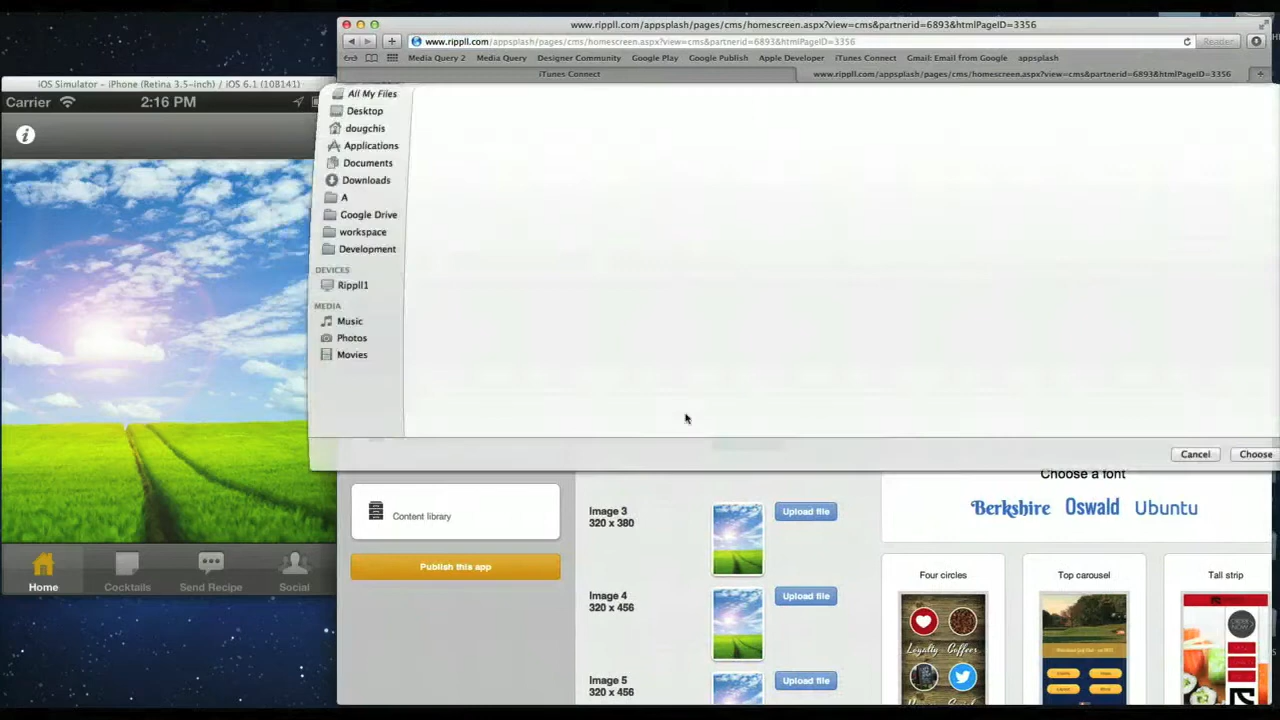 www.rippll.com/appsplash/pages/cms/homescreen.aspx?view=cms&partnerid=6893&htmlPageID=3356
www.rippll.com/appsplash/pages/cms/homescreen.aspx?view=cms&partnerid=6893&htmlPageID=3356
Reader
Media Query 2 Media Query Designer Community Google Play Google Publish Apple Developer iTunes Connect Gmail: Email from Google appsplash
iTunes Connect
www.rippll.com/appsplash/pages/cms/homescreen.aspx?view=cms&partnerid=6893&htmlPageID=3356
iOS Simulator - iPhone (Retina 3.5-inch) / iOS 6.1 (10B141)
Carrier 2:16 PM
All My Files
Desktop
dougchis
Applications
Documents
Downloads
A
Google Drive
workspace
Development
DEVICES
Rippll1
MEDIA
Music
Photos
Movies
Cancel Choose
Choose a font
Berkshire Oswald Ubuntu
Content library
Publish this app
Image 3
320 x 380
Upload file
Image 4
320 x 456
Upload file
Image 5
320 x 456
Upload file
Four circles
Top carousel
Tall strip
Loyalty Coffees
Home Cocktails Send Recipe Social